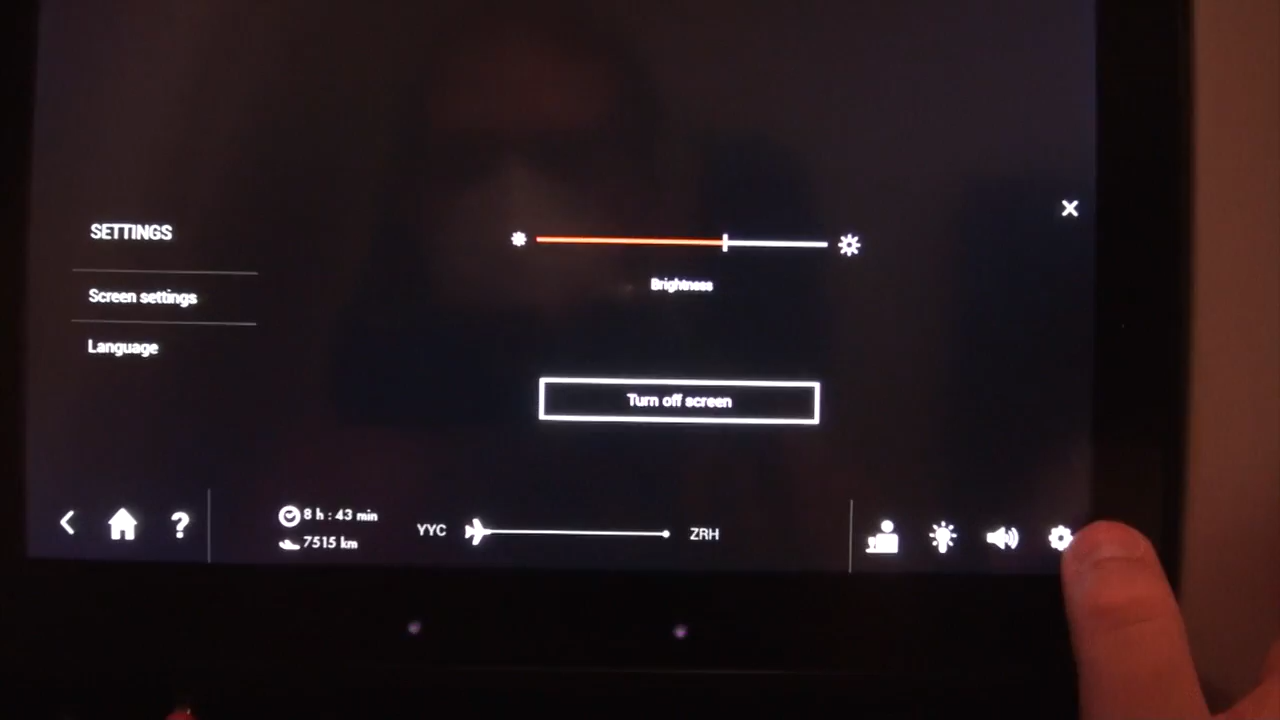 SETTINGS
Screen settings
Language
Brightness
Turn off screen
?
8 h : 43 min
7515 km
YYC
ZRH